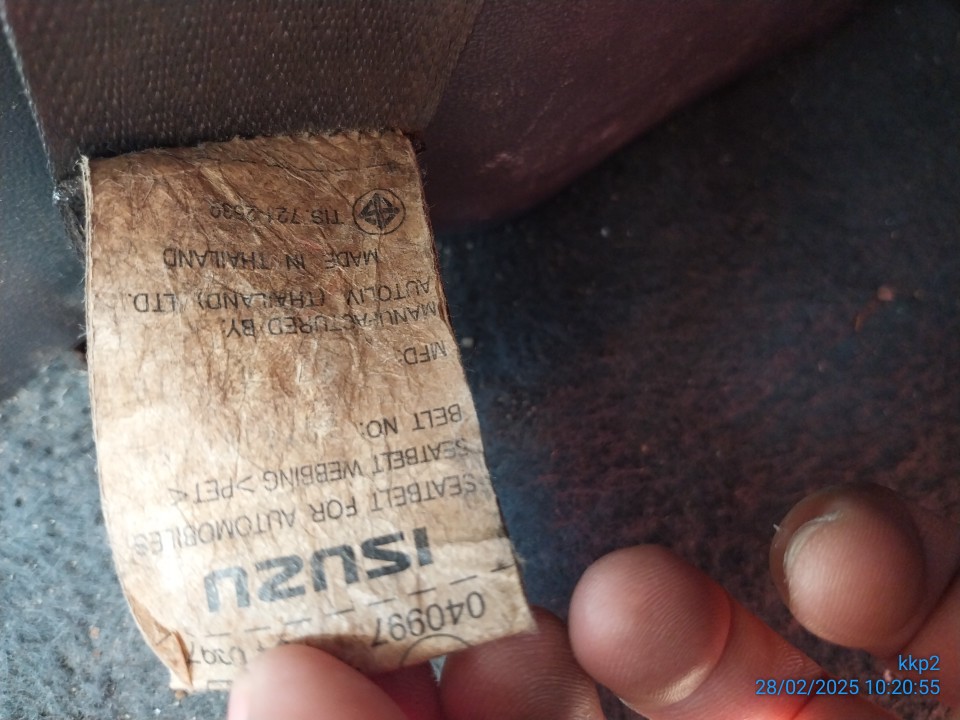 040997
ISUZU
SEATBELT FOR AUTOMOBILES
SEATBELT WEBBING >PET<
BELT NO.
MFD:
MANUFACTURED BY:
AUTOLIV (THAILAND) LTD.
MADE IN THAILAND
TIS 721-2539
kkp2
28/02/2025 10:20:55